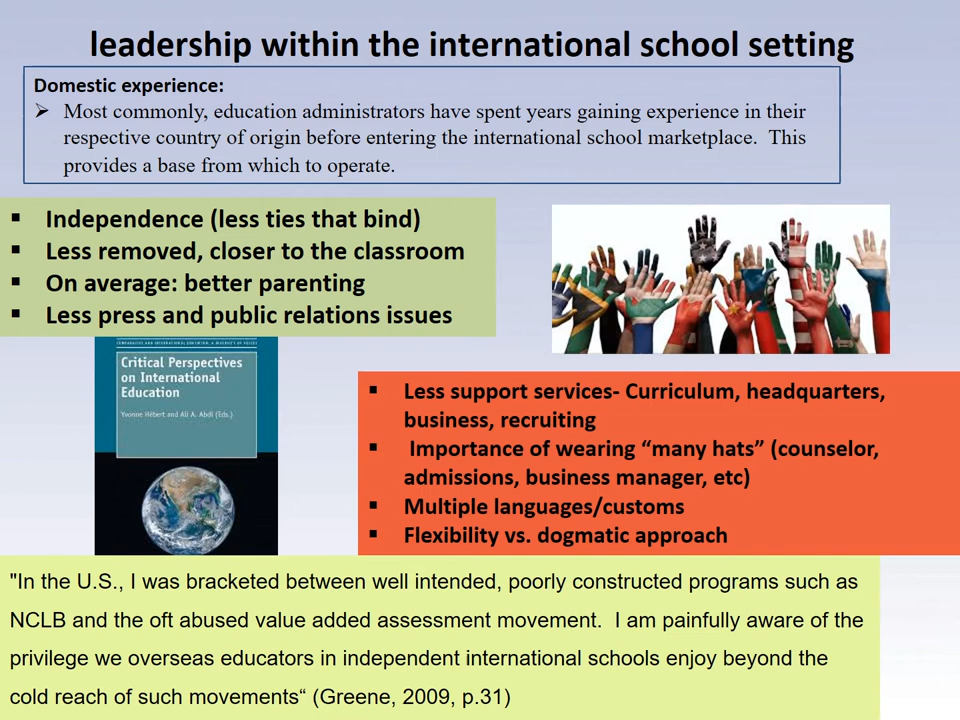 leadership within the international school setting
Domestic experience:
➢ Most commonly, education administrators have spent years gaining experience in their
respective country of origin before entering the international school marketplace. This
provides a base from which to operate.
▪ Independence (less ties that bind)
▪ Less removed, closer to the classroom
▪ On average: better parenting
▪ Less press and public relations issues
COMPARATIVE AND INTERNATIONAL EDUCATION: A DIVERSITY OF VOICES
Critical Perspectives
on International
Education
Yvonne Hébert and Ali A. Abdi (Eds.)
▪ Less support services- Curriculum, headquarters,
business, recruiting
▪ Importance of wearing “many hats” (counselor,
admissions, business manager, etc)
▪ Multiple languages/customs
▪ Flexibility vs. dogmatic approach
"In the U.S., I was bracketed between well intended, poorly constructed programs such as
NCLB and the oft abused value added assessment movement. I am painfully aware of the
privilege we overseas educators in independent international schools enjoy beyond the
cold reach of such movements“ (Greene, 2009, p.31)